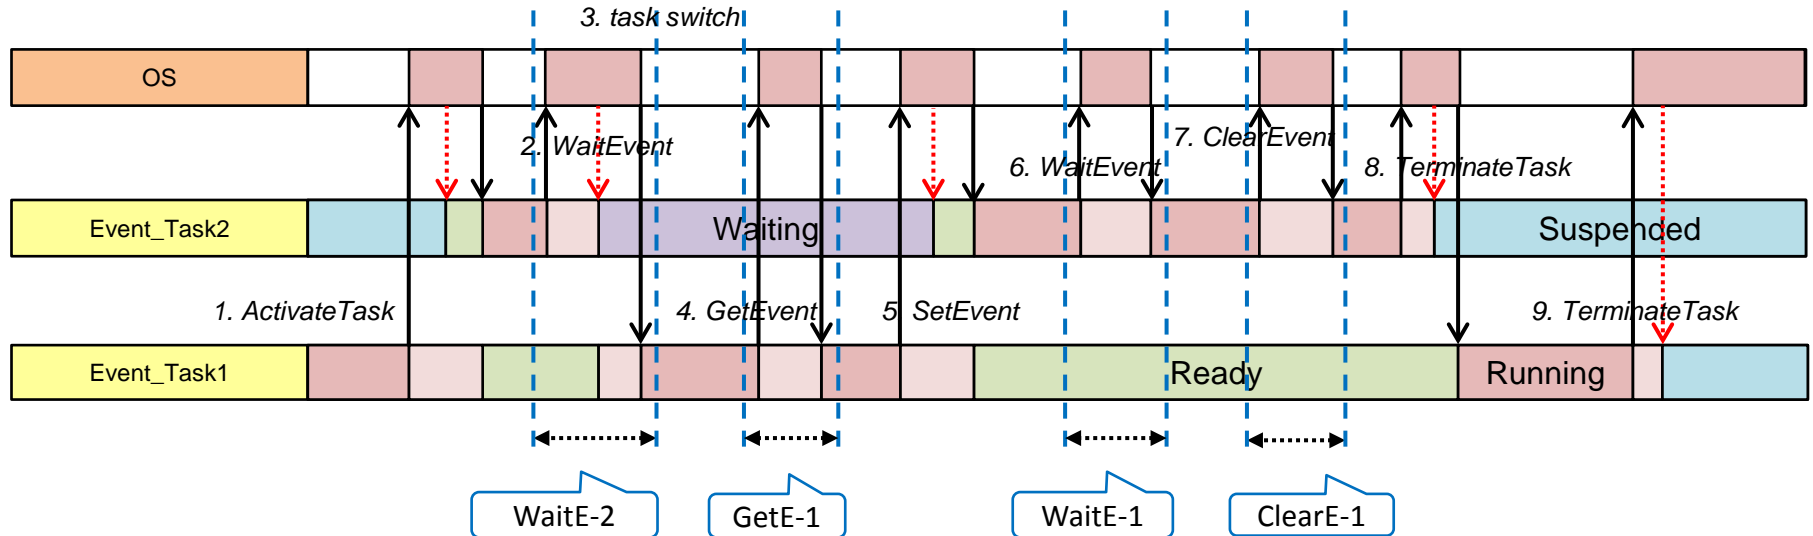 3. task switch
OS
2. WaitEvent
7. ClearEvent
6. WaitEvent
8. TerminateTask
Event_Task2
Waiting
Suspended
1. ActivateTask
4. GetEvent
5. SetEvent
9. TerminateTask
Event_Task1
Ready
Running
WaitE-2
GetE-1
WaitE-1
ClearE-1